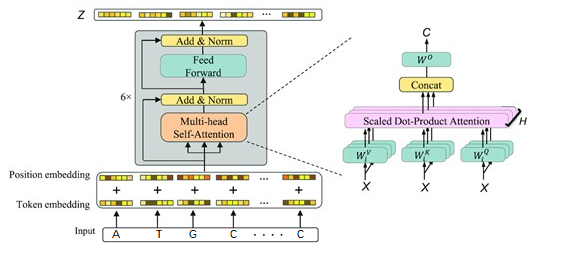 Z
Add & Norm
Feed
Forward
6×
Add & Norm
Multi-head
Self-Attention
Position embedding
...
+ + + + +
Token embedding
...
Input
A T G C . . . . C
C
W^O
Concat
Scaled Dot-Product Attention
H
W_i^V W_i^K W_i^Q
X X X